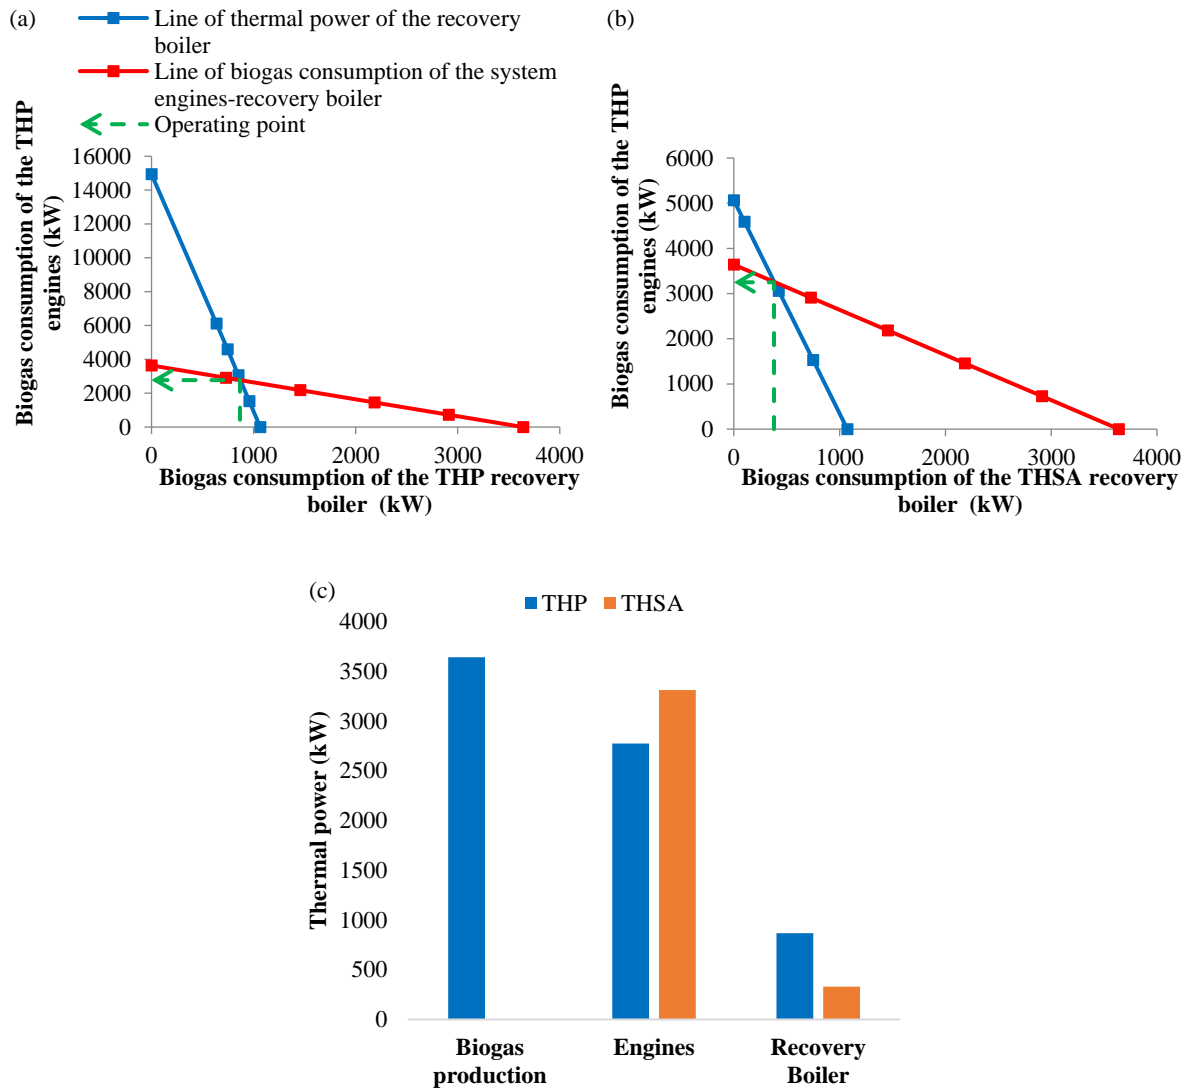 (a)
Line of thermal power of the recovery
boiler
Line of biogas consumption of the system
engines-recovery boiler
Operating point
Biogas consumption of the THP
engines (kW)
16000
14000
12000
10000
8000
6000
4000
2000
0
0 1000 2000 3000 4000
Biogas consumption of the THP recovery
boiler (kW)
(b)
Biogas consumption of the THP
engines (kW)
6000
5000
4000
3000
2000
1000
0
0 1000 2000 3000 4000
Biogas consumption of the THSA recovery
boiler (kW)
(c)
THP THSA
Thermal power (kW)
4000
3500
3000
2500
2000
1500
1000
500
0
Biogas
production
Engines
Recovery
Boiler